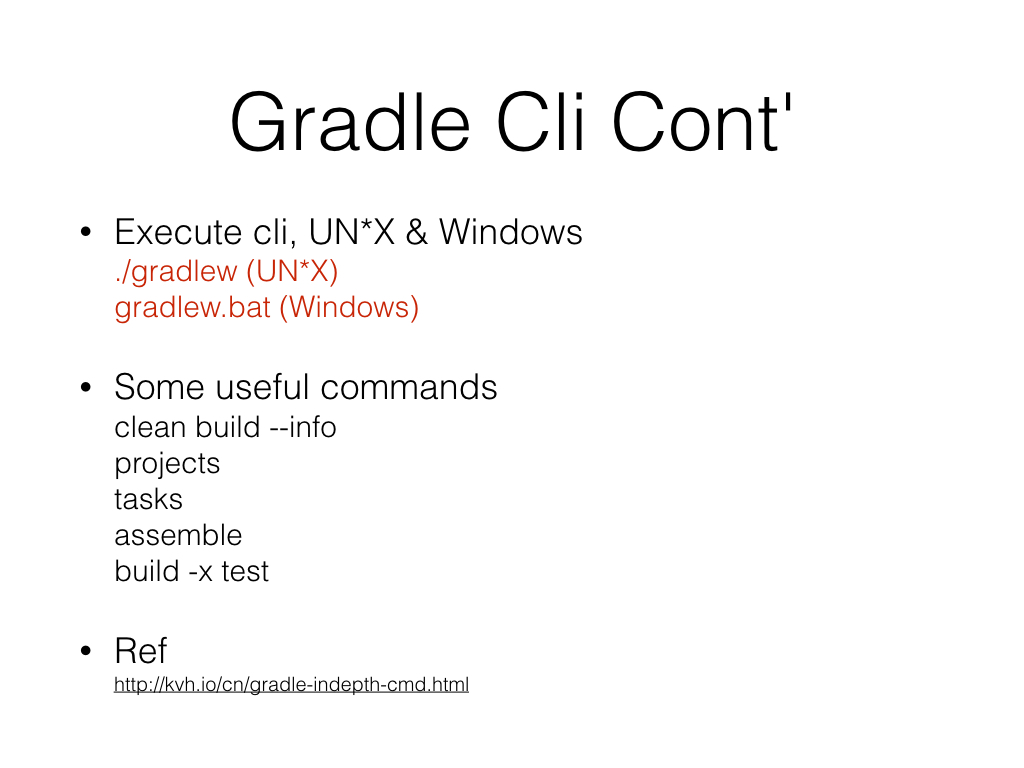 Gradle Cli Cont'
• Execute cli, UN*X & Windows
./gradlew (UN*X)
gradlew.bat (Windows)
• Some useful commands
clean build --info
projects
tasks
assemble
build -x test
• Ref
http://kvh.io/cn/gradle-indepth-cmd.html